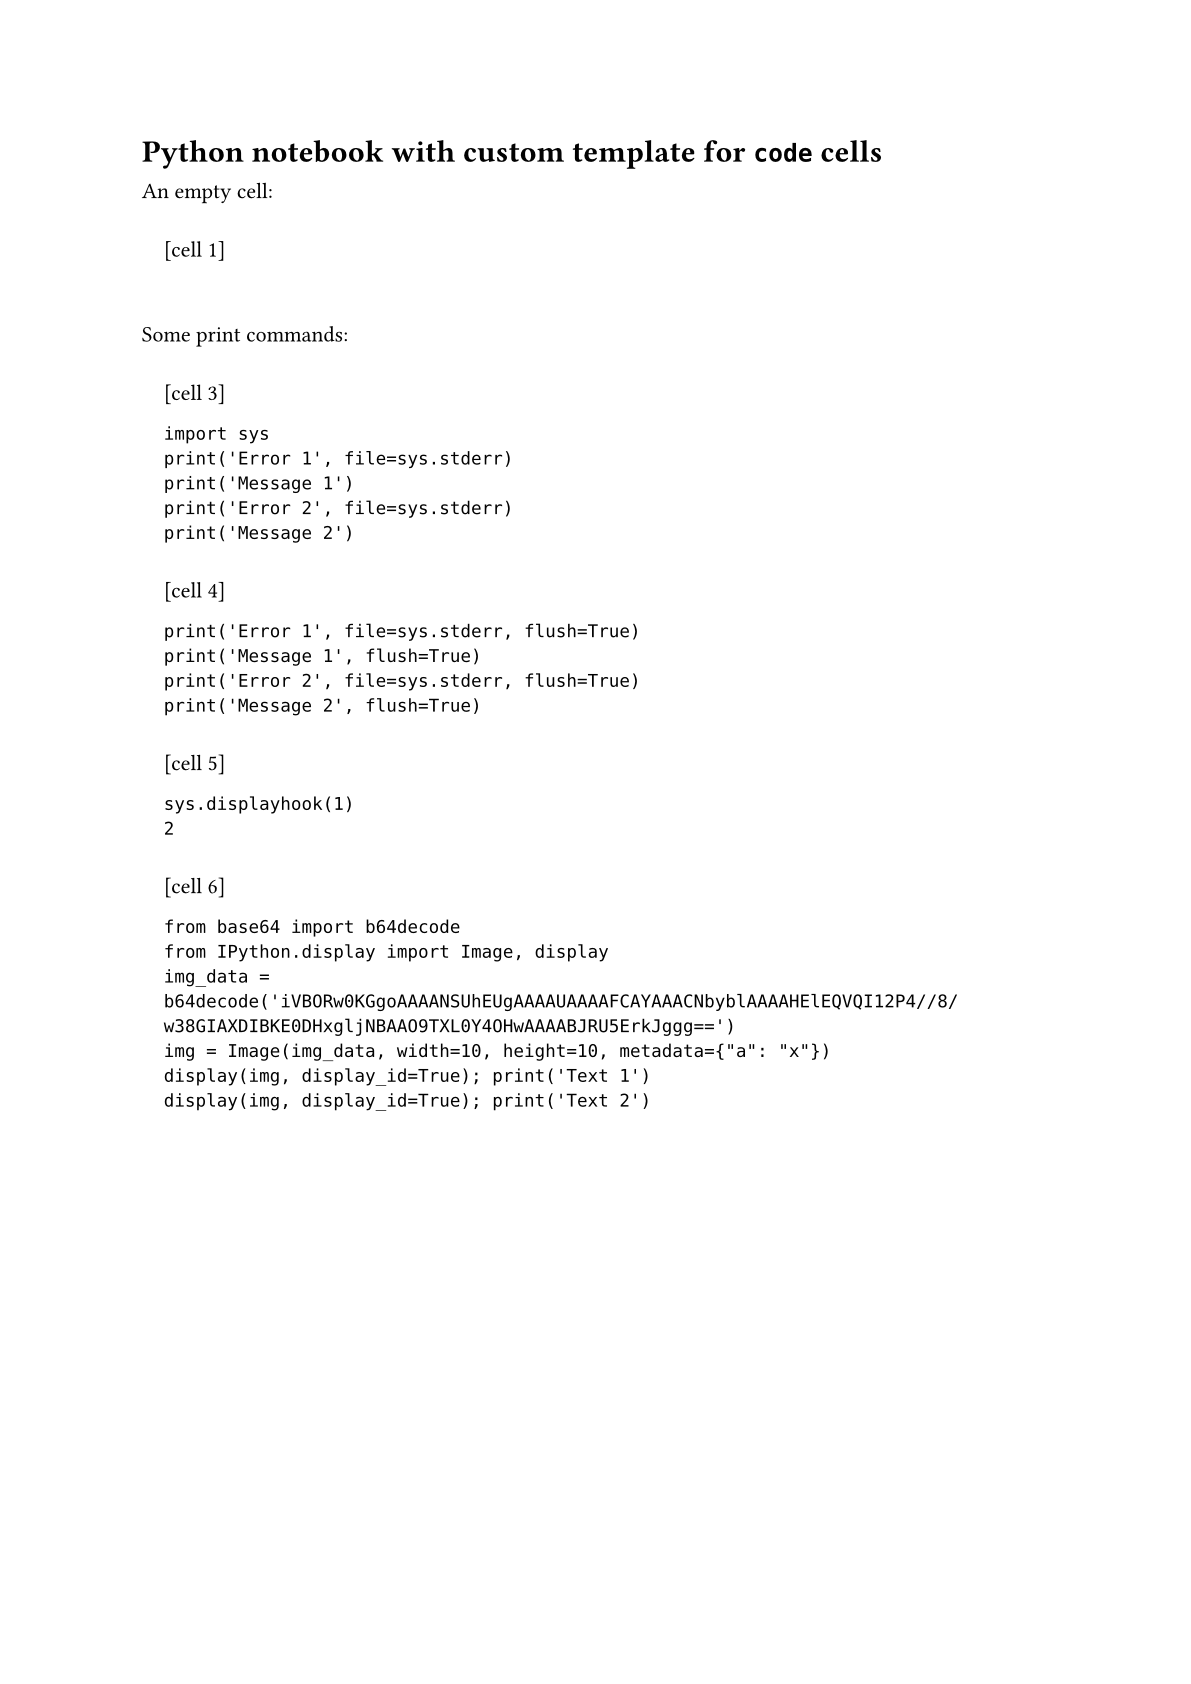 Python notebook with custom template for code cells
An empty cell:
[cell 1]
Some print commands:
[cell 3]
import sys
print('Error 1', file=sys.stderr)
print('Message 1')
print('Error 2', file=sys.stderr)
print('Message 2')
[cell 4]
print('Error 1', file=sys.stderr, flush=True)
print('Message 1', flush=True)
print('Error 2', file=sys.stderr, flush=True)
print('Message 2', flush=True)
[cell 5]
sys.displayhook(1)
2
[cell 6]
from base64 import b64decode
from IPython.display import Image, display
img_data =
b64decode('iVBORw0KGgoAAAANSUhEUgAAAAUAAAAFCAYAAACNbyblAAAAHElEQVQI12P4//8/
w38GIAXDIBKE0DHxgljNBAAO9TXL0Y4OHwAAAABJRU5ErkJggg==')
img = Image(img_data, width=10, height=10, metadata={"a": "x"})
display(img, display_id=True); print('Text 1')
display(img, display_id=True); print('Text 2')